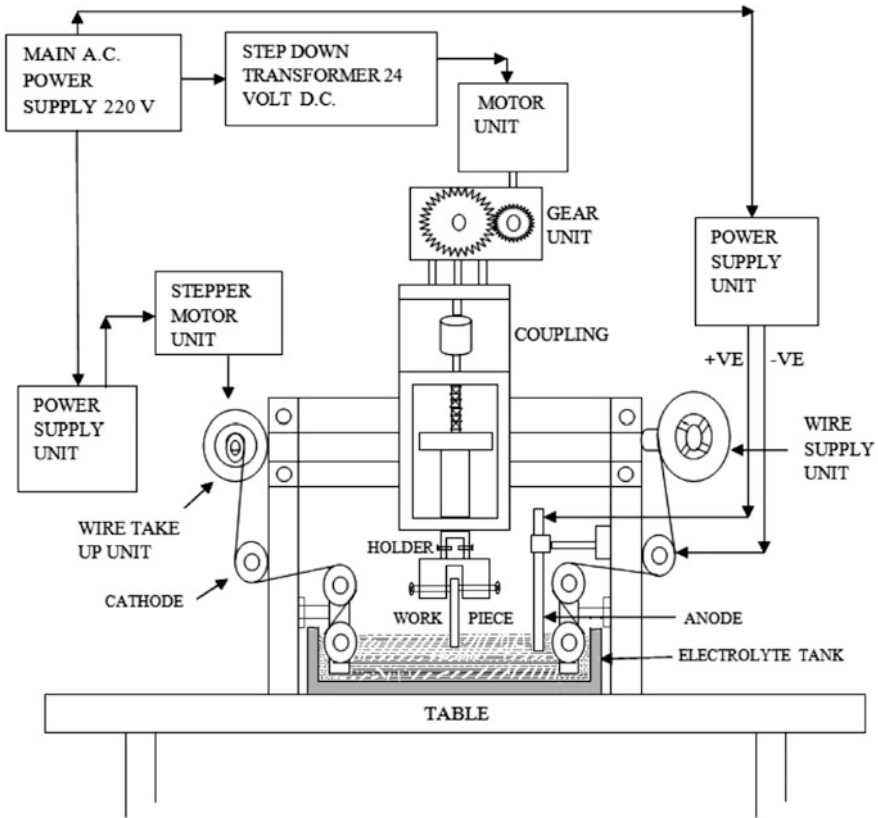 MAIN A.C.
POWER
SUPPLY 220 V
STEP DOWN
TRANSFORMER 24
VOLT D.C.
MOTOR
UNIT
GEAR
UNIT
POWER
SUPPLY
UNIT
STEPPER
MOTOR
UNIT
COUPLING
+VE
-VE
POWER
SUPPLY
UNIT
WIRE
SUPPLY
UNIT
WIRE TAKE
UP UNIT
HOLDER
CATHODE
WORK PIECE
ANODE
ELECTROLYTE TANK
TABLE